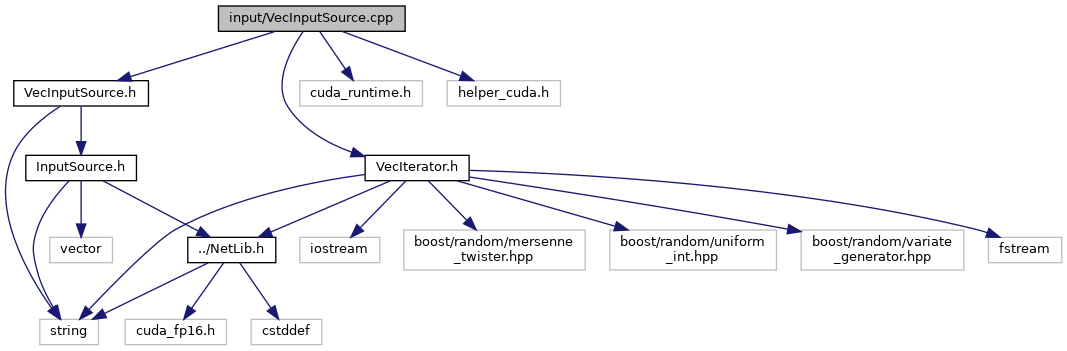 input/VecInputSource.cpp
VecInputSource.h
cuda_runtime.h
helper_cuda.h
InputSource.h
VecIterator.h
vector
../NetLib.h
iostream
boost/random/mersenne
_twister.hpp
boost/random/uniform
_int.hpp
boost/random/variate
_generator.hpp
fstream
string
cuda_fp16.h
cstddef